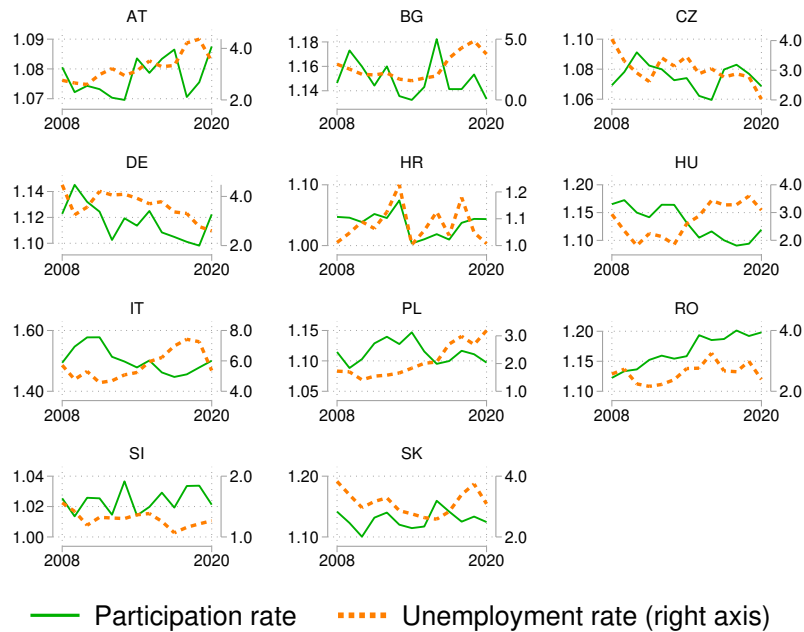 AT BG CZ
1.09 4.0 1.18 5.0 1.10 4.0
1.08 1.16 1.08 3.0
1.07 2.0 1.14 0.0 1.06 2.0
2008 2020 2008 2020 2008 2020
DE HR HU
1.14 4.0 1.10 1.2 1.20 4.0
1.1 1.15 3.0
1.10 2.0 1.00 1.0 1.10 2.0
2008 2020 2008 2020 2008 2020
IT PL RO
1.60 8.0 1.15 3.0 1.20 4.0
6.0 1.10 2.0 1.15
1.40 4.0 1.05 1.0 1.10 2.0
2008 2020 2008 2020 2008 2020
SI SK
1.04 2.0 1.20 4.0
1.02 3.0
1.00 1.0 1.10 2.0
2008 2020 2008 2020
Participation rate Unemployment rate (right axis)